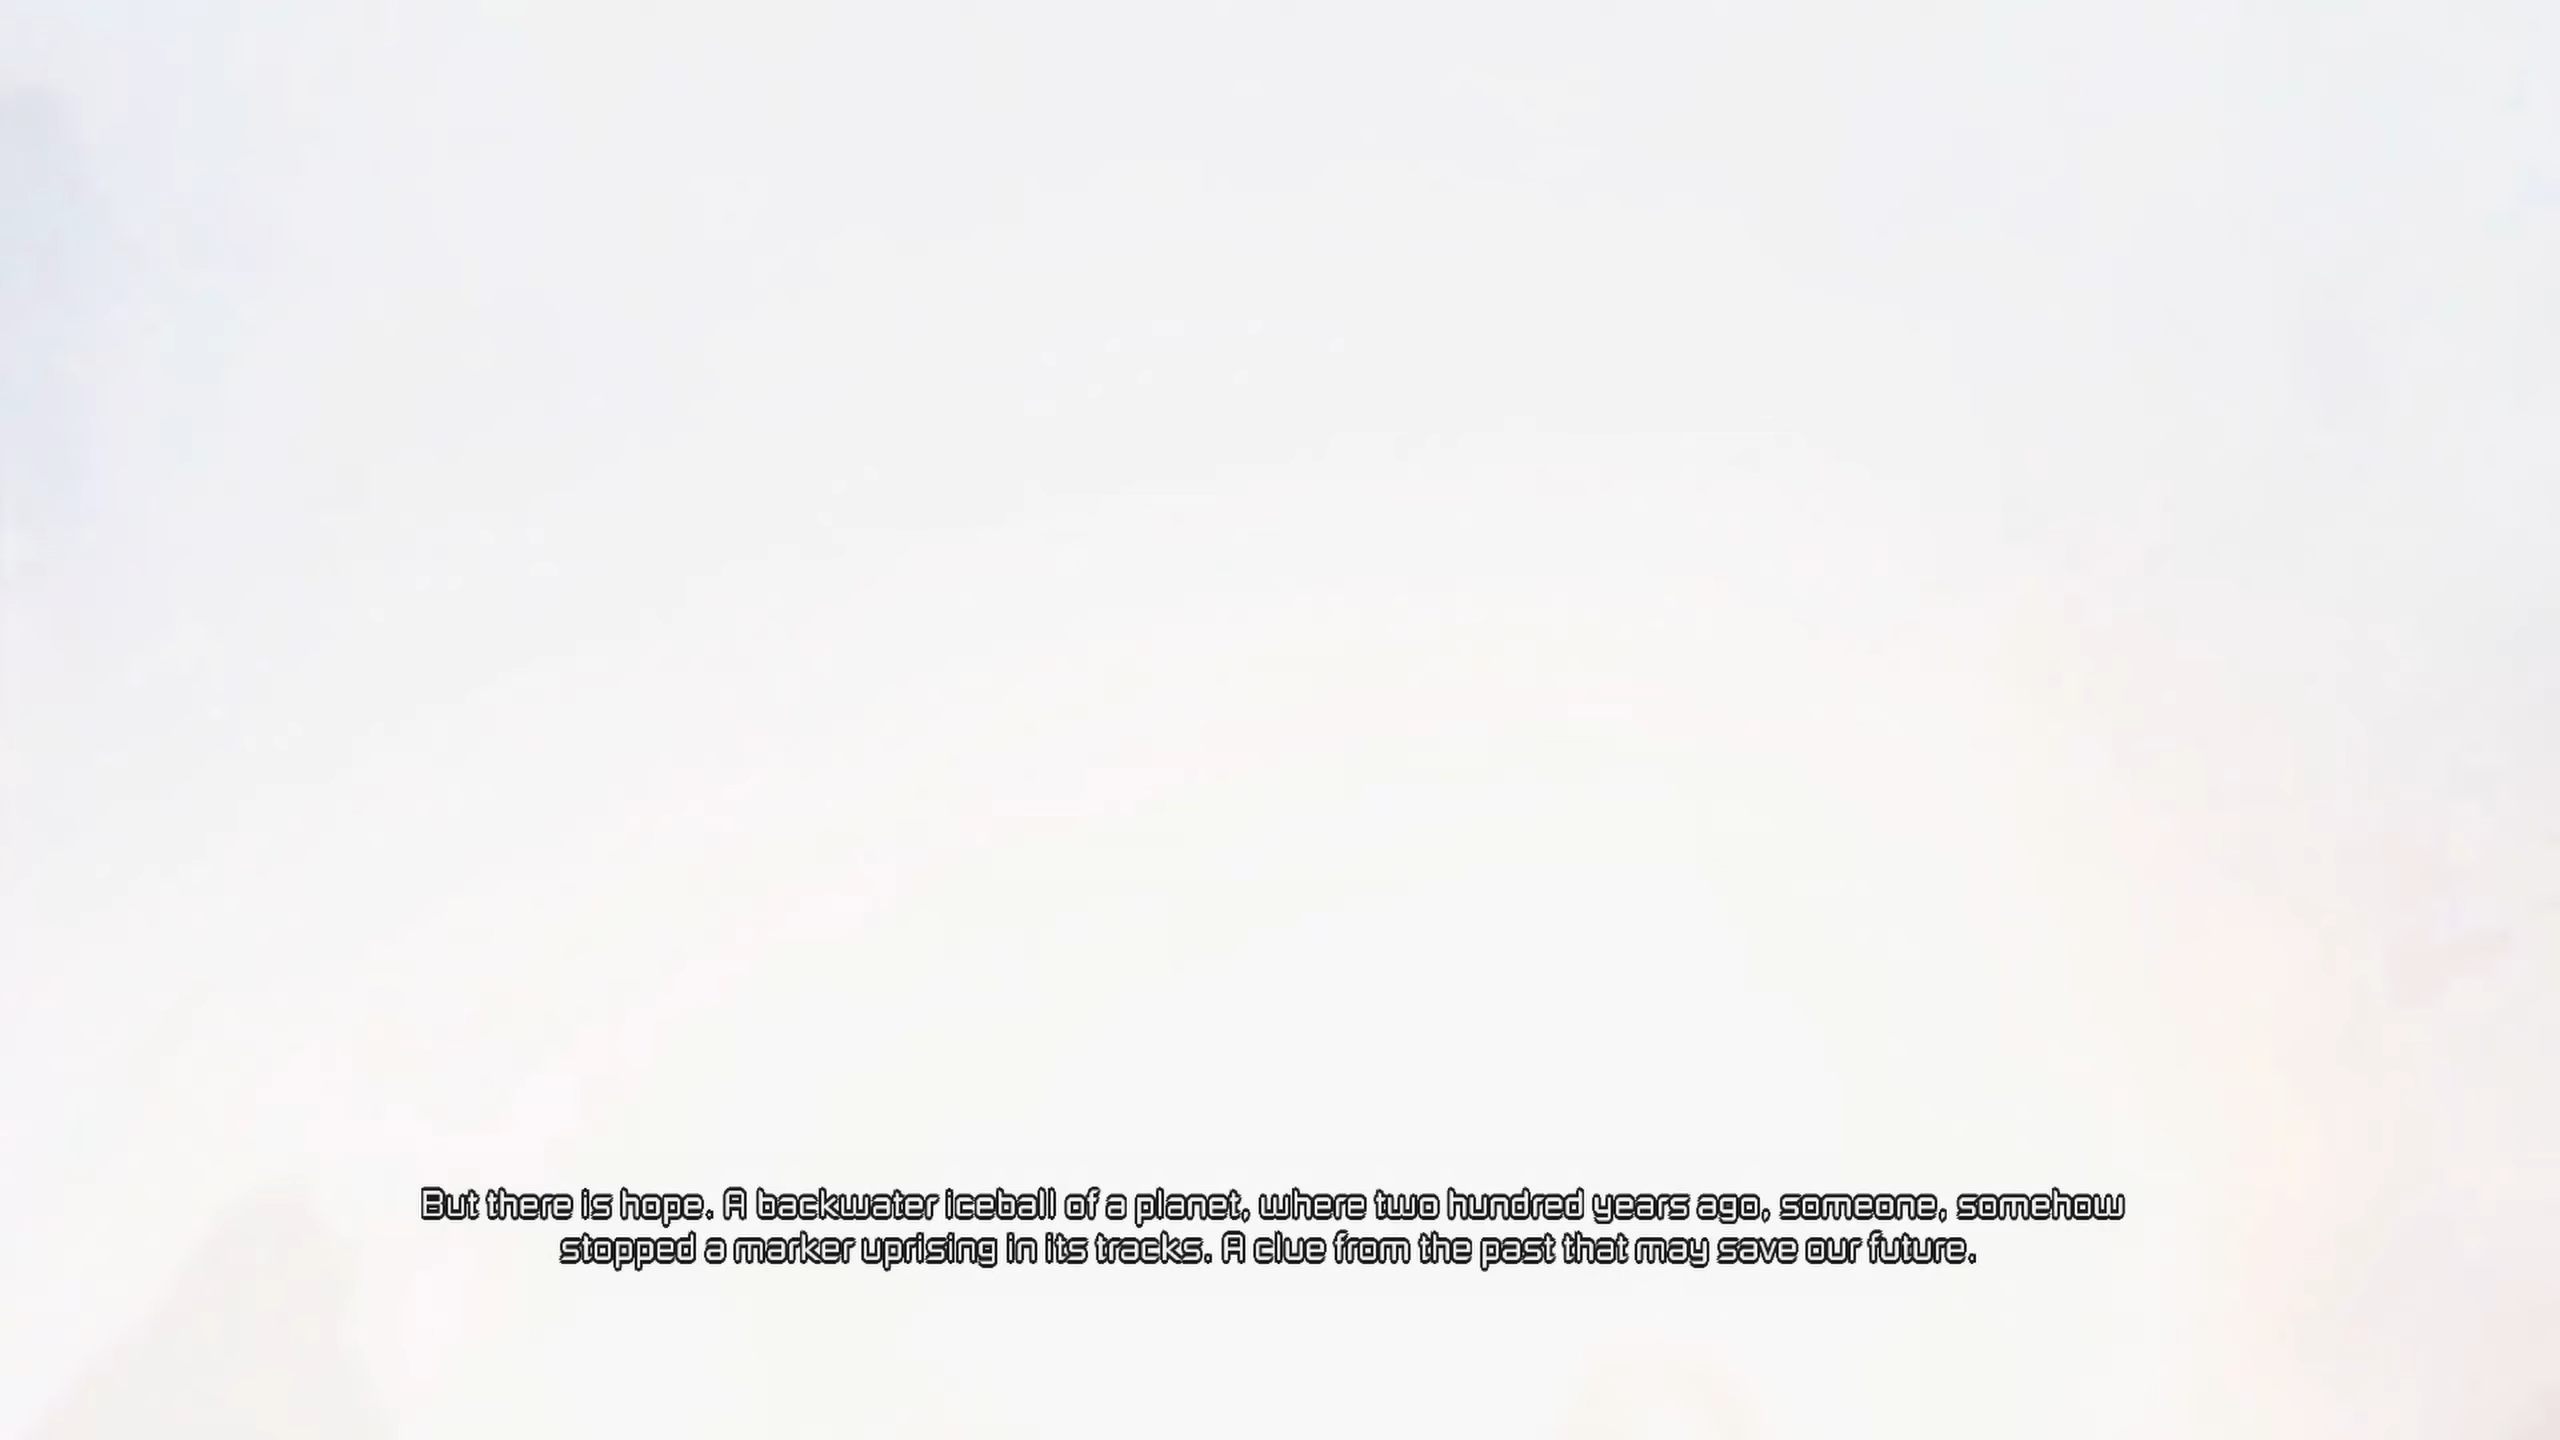 But there is hope. A backwater iceball of a planet, where two hundred years ago, someone, somehow
stopped a marker uprising in its tracks. A clue from the past that may save our future.